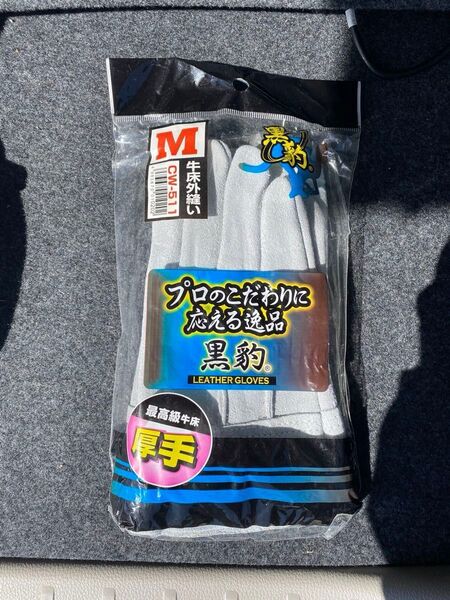 黒豹®
M
牛床外縫い
CW-511
プロのこだわりに
応える逸品
黒豹®
LEATHER GLOVES
最高級牛床
厚手